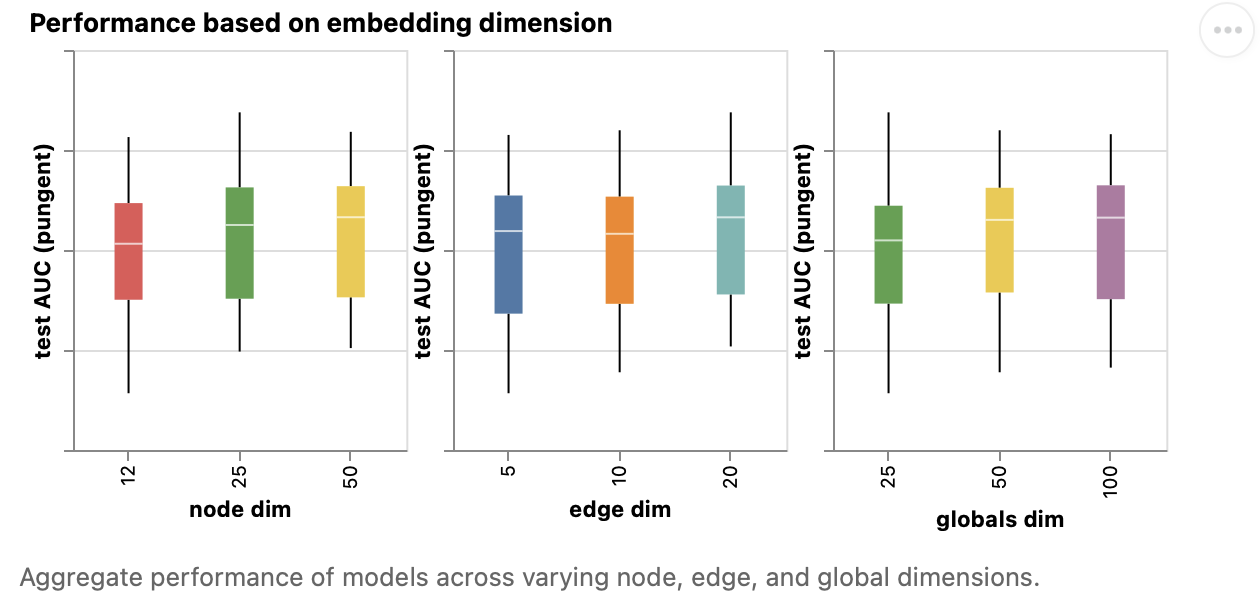 Performance based on embedding dimension
test AUC (pungent)
12
25
50
node dim
test AUC (pungent)
5
10
20
edge dim
test AUC (pungent)
25
50
100
globals dim
Aggregate performance of models across varying node, edge, and global dimensions.